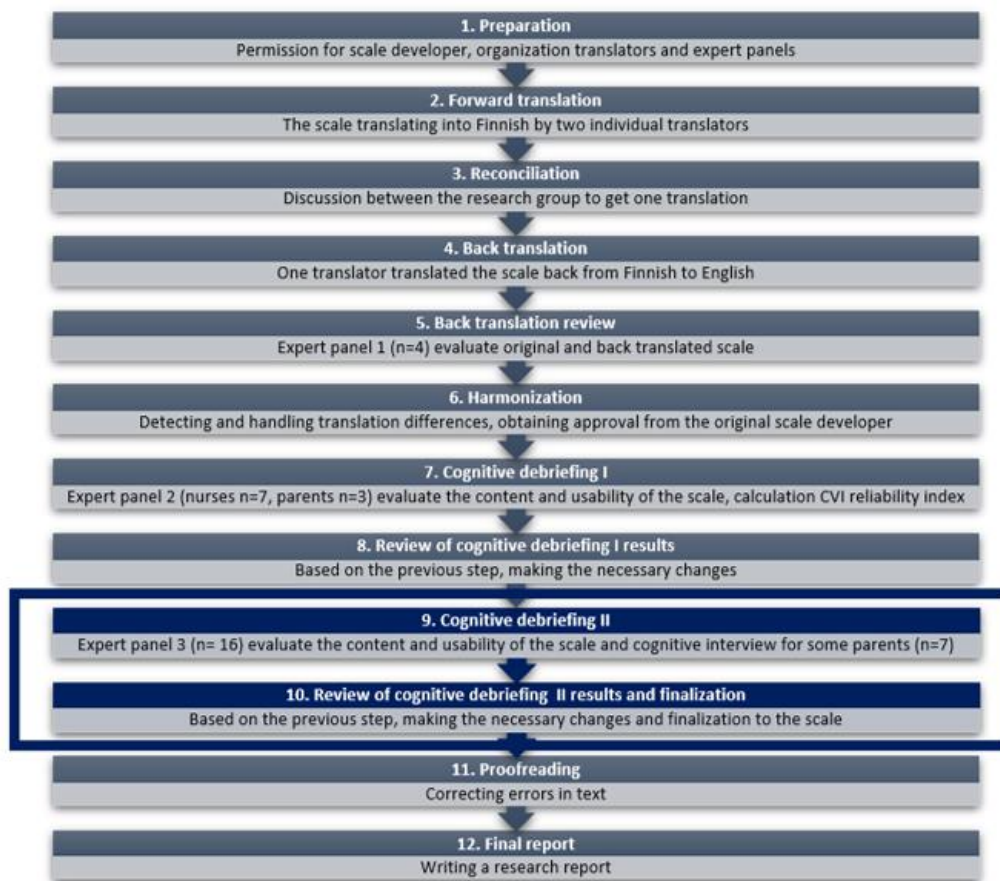 1. Preparation
Permission for scale developer, organization translators and expert panels
2. Forward translation
The scale translating into Finnish by two individual translators
3. Reconciliation
Discussion between the research group to get one translation
4. Back translation
One translator translated the scale back from Finnish to English
5. Back translation review
Expert panel 1 (n=4) evaluate original and back translated scale
6. Harmonization
Detecting and handling translation differences, obtaining approval from the original scale developer
7. Cognitive debriefing I
Expert panel 2 (nurses n=7, parents n=3) evaluate the content and usability of the scale, calculation CVI reliability index
8. Review of cognitive debriefing I results
Based on the previous step, making the necessary changes
9. Cognitive debriefing II
Expert panel 3 (n= 16) evaluate the content and usability of the scale and cognitive interview for some parents (n=7)
10. Review of cognitive debriefing II results and finalization
Based on the previous step, making the necessary changes and finalization to the scale
11. Proofreading
Correcting errors in text
12. Final report
Writing a research report